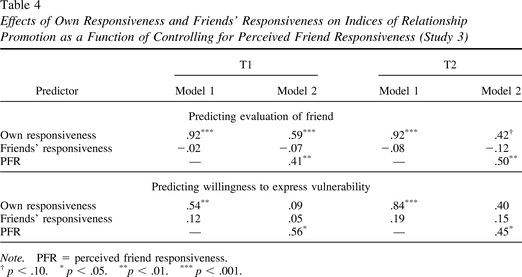 Table 4
Effects of Own Responsiveness and Friends' Responsiveness on Indices of Relationship
Promotion as a Function of Controlling for Perceived Friend Responsiveness (Study 3)
T1 T2
Predictor Model 1 Model 2 Model 1 Model 2
Predicting evaluation of friend
Own responsiveness .92*** .59*** .92*** .42†
Friends' responsiveness −.02 −.07 −.08 −.12
PFR — .41** — .50**
Predicting willingness to express vulnerability
Own responsiveness .54** .09 .84*** .40
Friends' responsiveness .12 .05 .19 .15
PFR — .56* — .45*
Note. PFR = perceived friend responsiveness.
† p < .10. * p < .05. ** p < .01. *** p < .001.